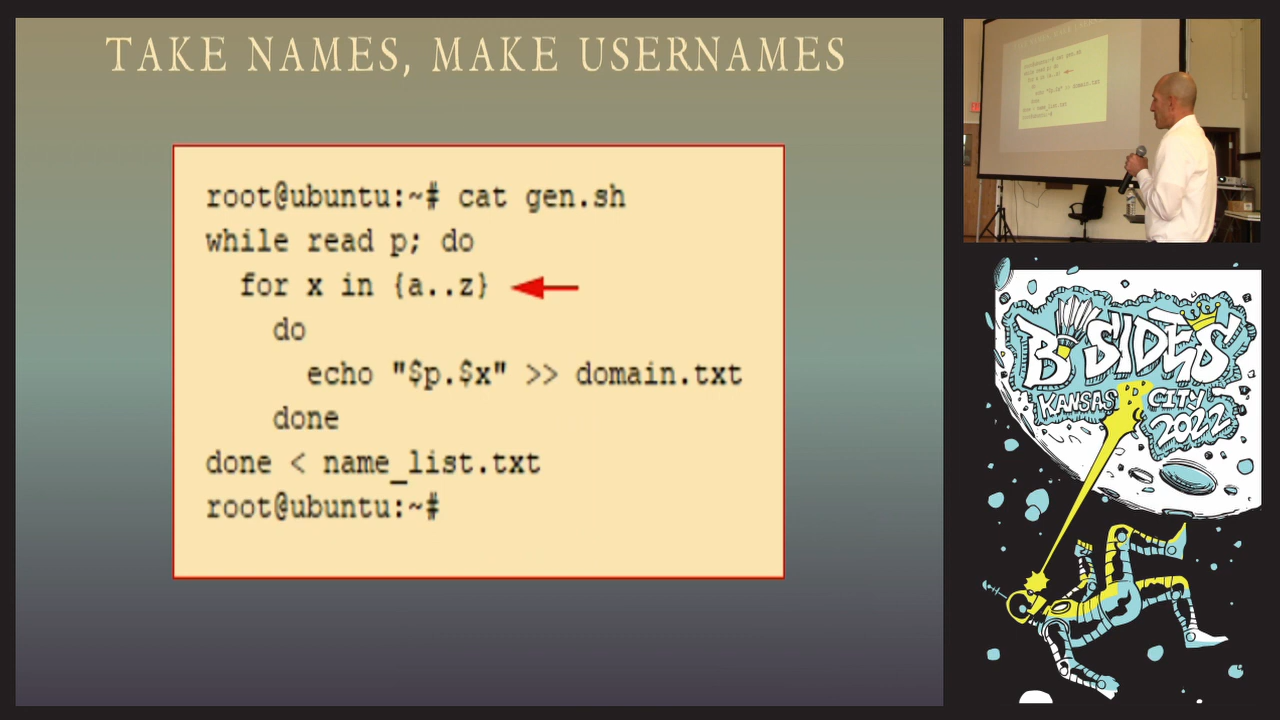 TAKE NAMES, MAKE USERNAMES
root@ubuntu:~# cat gen.sh
while read p; do
for x in {a..z}
do
echo "$p.$x" >> domain.txt
done
done < name_list.txt
root@ubuntu:~#
B-SIDES
KANSAS CITY
2022